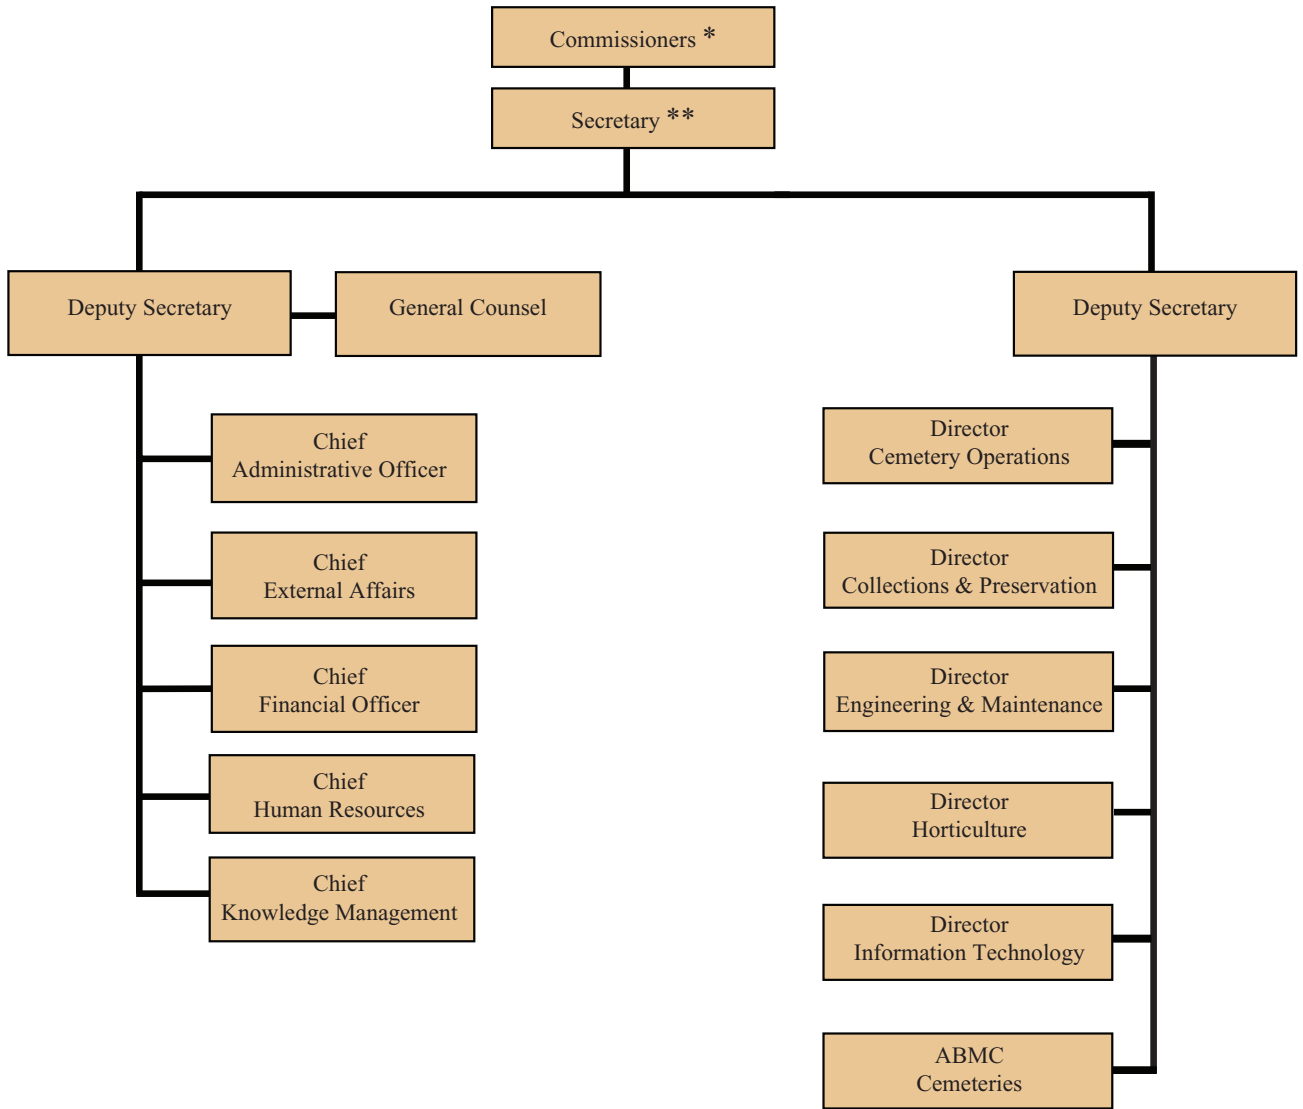 Commissioners *
Secretary **
Deputy Secretary
General Counsel
Deputy Secretary
Chief
Administrative Officer
Chief
External Affairs
Chief
Financial Officer
Chief
Human Resources
Chief
Knowledge Management
Director
Cemetery Operations
Director
Collections & Preservation
Director
Engineering & Maintenance
Director
Horticulture
Director
Information Technology
ABMC
Cemeteries